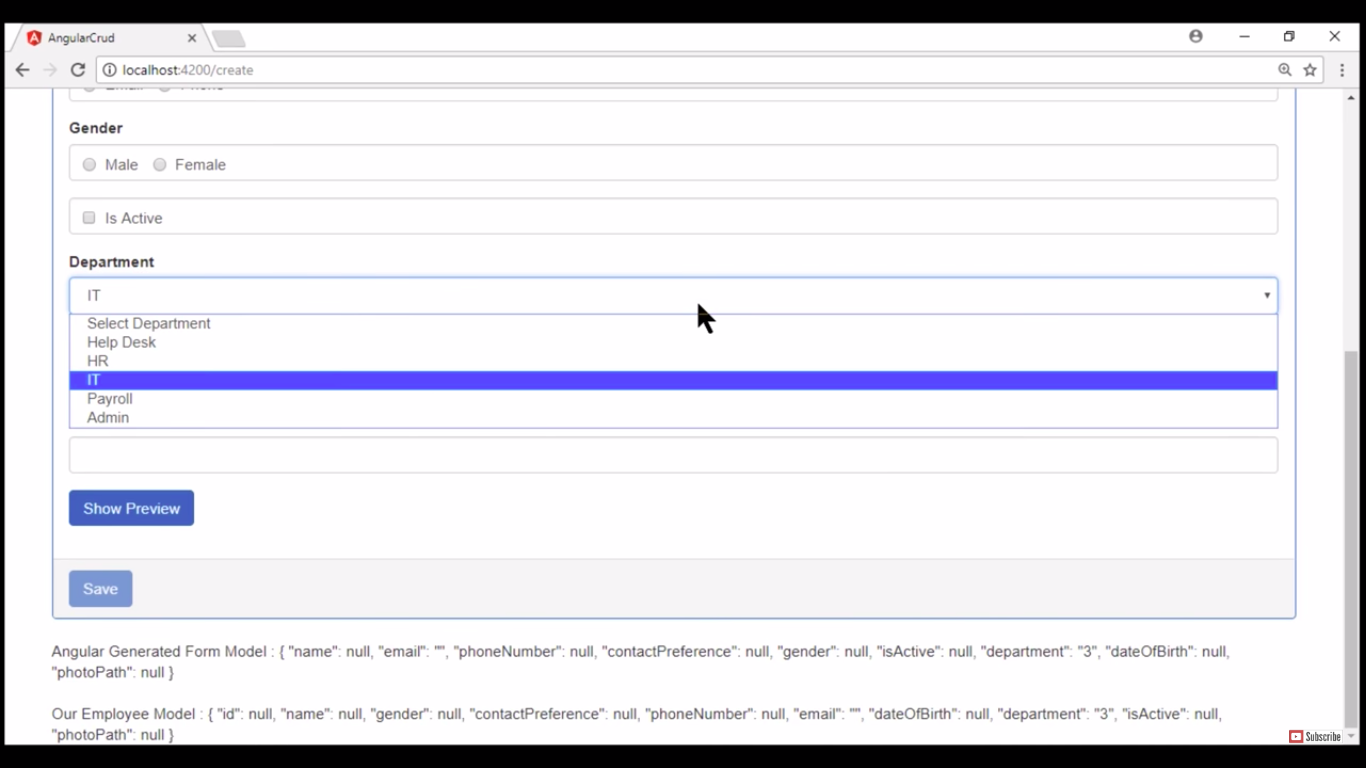 AngularCrud
localhost:4200/create
Email Phone
Gender
Male Female
Is Active
Department
IT
Select Department
Help Desk
HR
IT
Payroll
Admin
Show Preview
Save
Angular Generated Form Model : { "name": null, "email": "", "phoneNumber": null, "contactPreference": null, "gender": null, "isActive": null, "department": "3", "dateOfBirth": null,
"photoPath": null }
Our Employee Model : { "id": null, "name": null, "gender": null, "contactPreference": null, "phoneNumber": null, "email": "", "dateOfBirth": null, "department": "3", "isActive": null,
"photoPath": null }
Subscribe